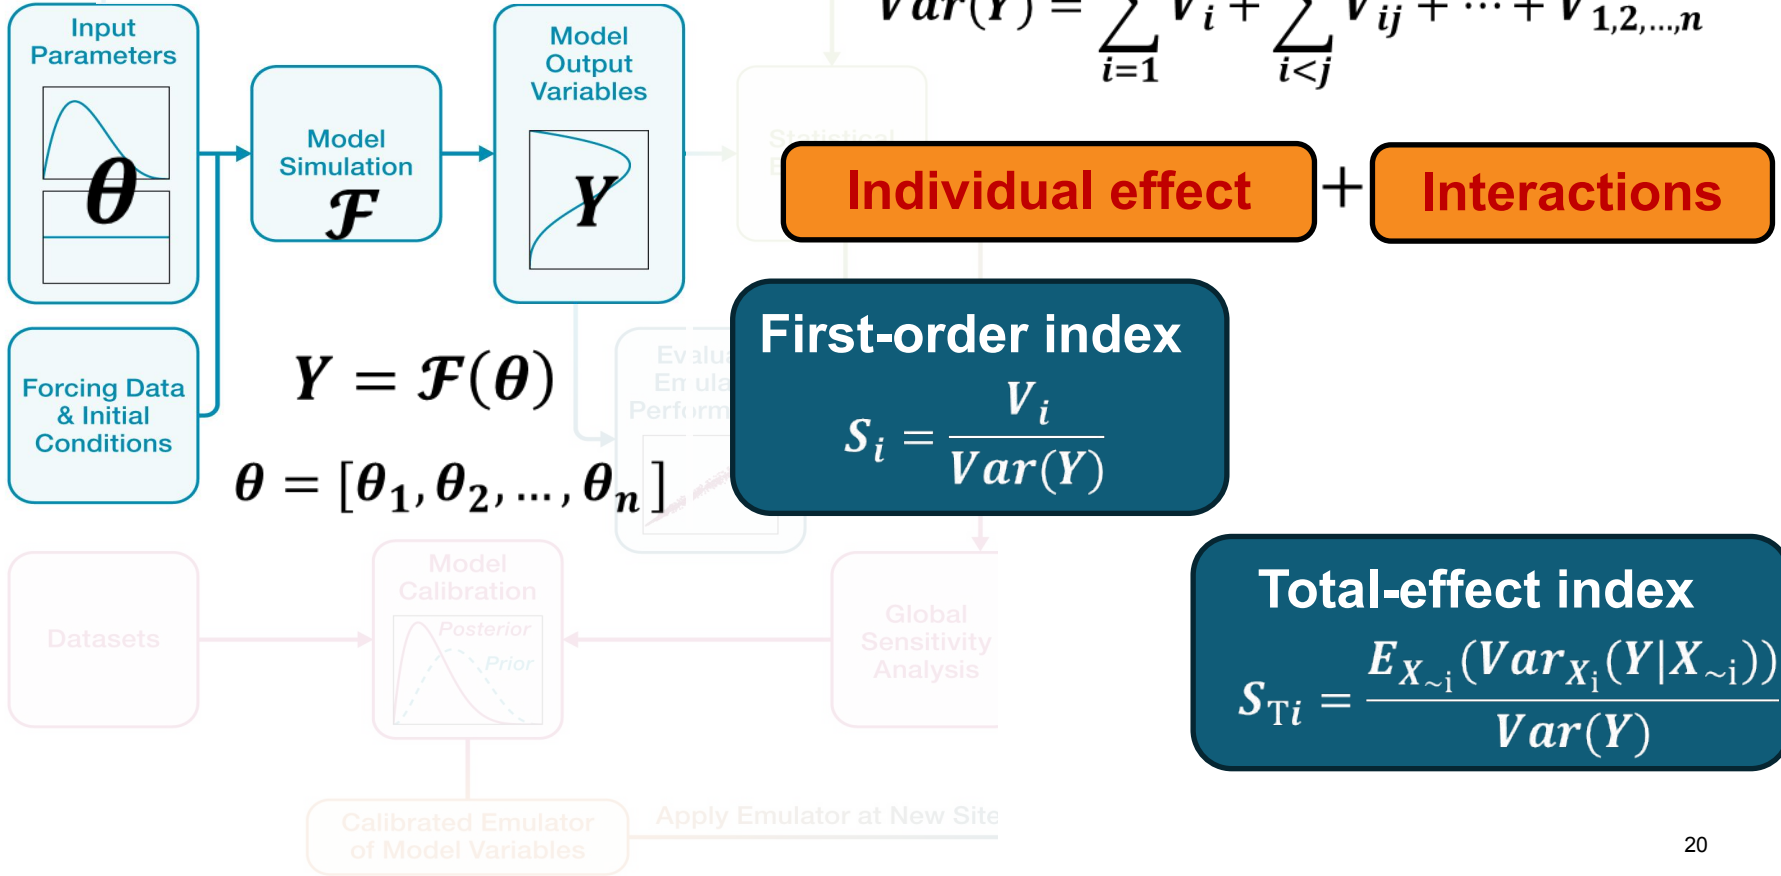 Var(Y) = ∑_{i=1} V_i + ∑_{i<j} V_{ij} + ⋯ + V_{1,2,…,n}
Input
Parameters
θ
Model
Simulation
ℱ
Model
Output
Variables
Y
Statistical
Individual effect + Interactions
Forcing Data
& Initial
Conditions
Y = ℱ(θ)
θ = [θ_1, θ_2, …, θ_n]
First-order index
S_i = V_i / Var(Y)
Total-effect index
S_{Ti} = E_{X_{~i}}(Var_{X_i}(Y|X_{~i})) / Var(Y)
Datasets
Model
Calibration
Posterior
Prior
Global
Sensitivity
Analysis
Calibrated Emulator
of Model Variables
Apply Emulator at New Site
20